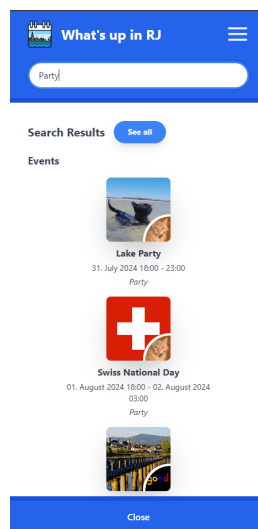 What's up in RJ
Party
Search Results
See all
Events
Lake Party
31. July 2024 18:00 - 23:00
Party
Swiss National Day
01. August 2024 18:00 - 02. August 2024
03:00
Party
good
Close